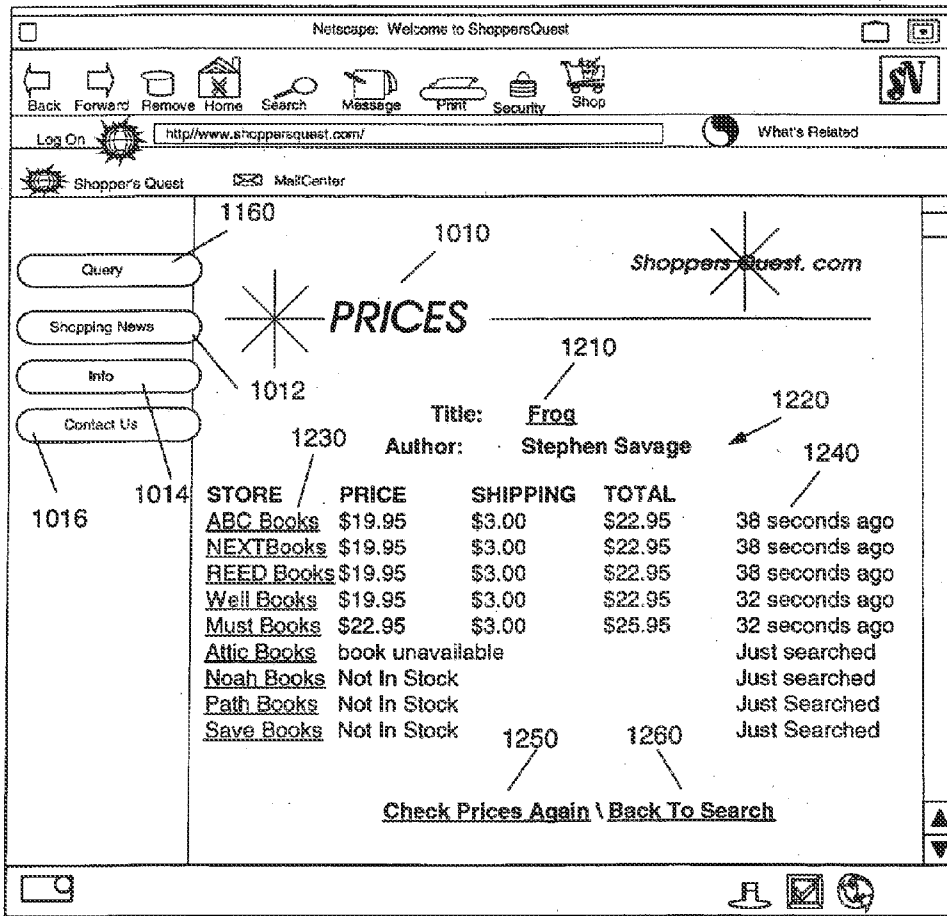 Netscape: Welcome to ShoppersQuest
Back Forward Remove Home Search Message Print Security Shop
Log On http//www.shoppersquest.com/ What's Related
Shopper's Quest MailCenter
1160
1010
Query
Shoppers Quest. com
PRICES
Shopping News
1210
Info
1012
1220
Title: Frog
Contact Us
1230
Author: Stephen Savage
1240
1014
1016
STORE PRICE SHIPPING TOTAL
ABC Books $19.95 $3.00 $22.95 38 seconds ago
NEXTBooks $19.95 $3.00 $22.95 38 seconds ago
REED Books $19.95 $3.00 $22.95 38 seconds ago
Well Books $19.95 $3.00 $22.95 32 seconds ago
Must Books $22.95 $3.00 $25.95 32 seconds ago
Attic Books book unavailable Just searched
Noah Books Not In Stock Just searched
Path Books Not In Stock Just Searched
Save Books Not In Stock Just Searched
1250 1260
Check Prices Again \ Back To Search